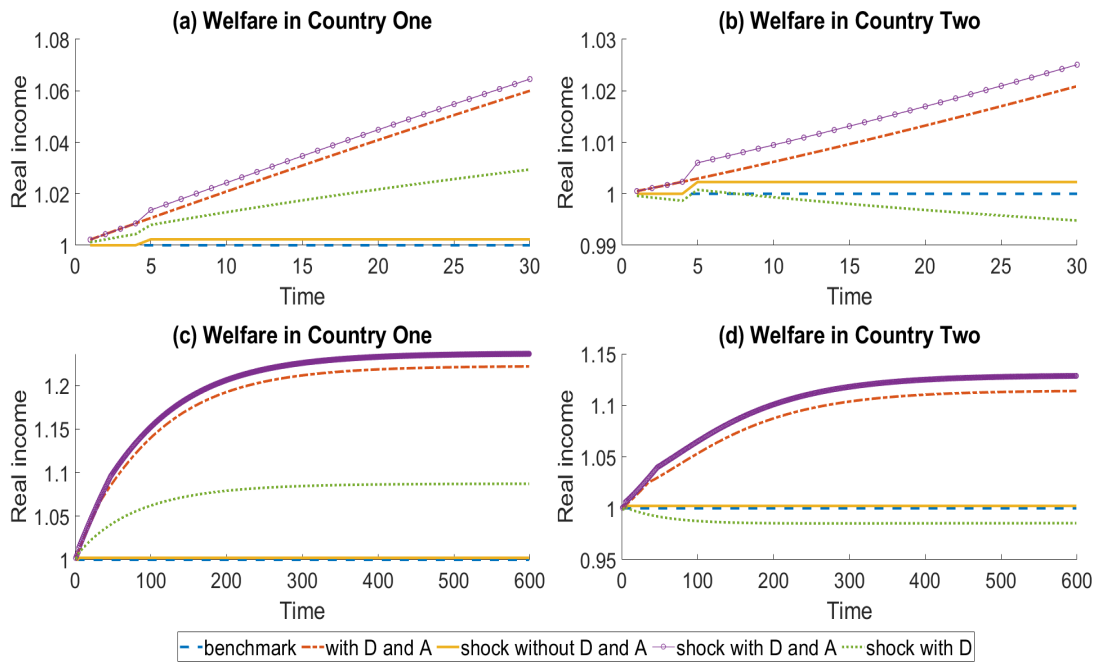 (a) Welfare in Country One
1.08
1.06
1.04
1.02
1
Real income
0 5 10 15 20 25 30
Time
(b) Welfare in Country Two
1.03
1.02
1.01
1
0.99
Real income
0 5 10 15 20 25 30
Time
(c) Welfare in Country One
1.2
1.15
1.1
1.05
1
Real income
0 100 200 300 400 500 600
Time
(d) Welfare in Country Two
1.15
1.1
1.05
1
0.95
Real income
0 100 200 300 400 500 600
Time
benchmark with D and A shock without D and A shock with D and A shock with D